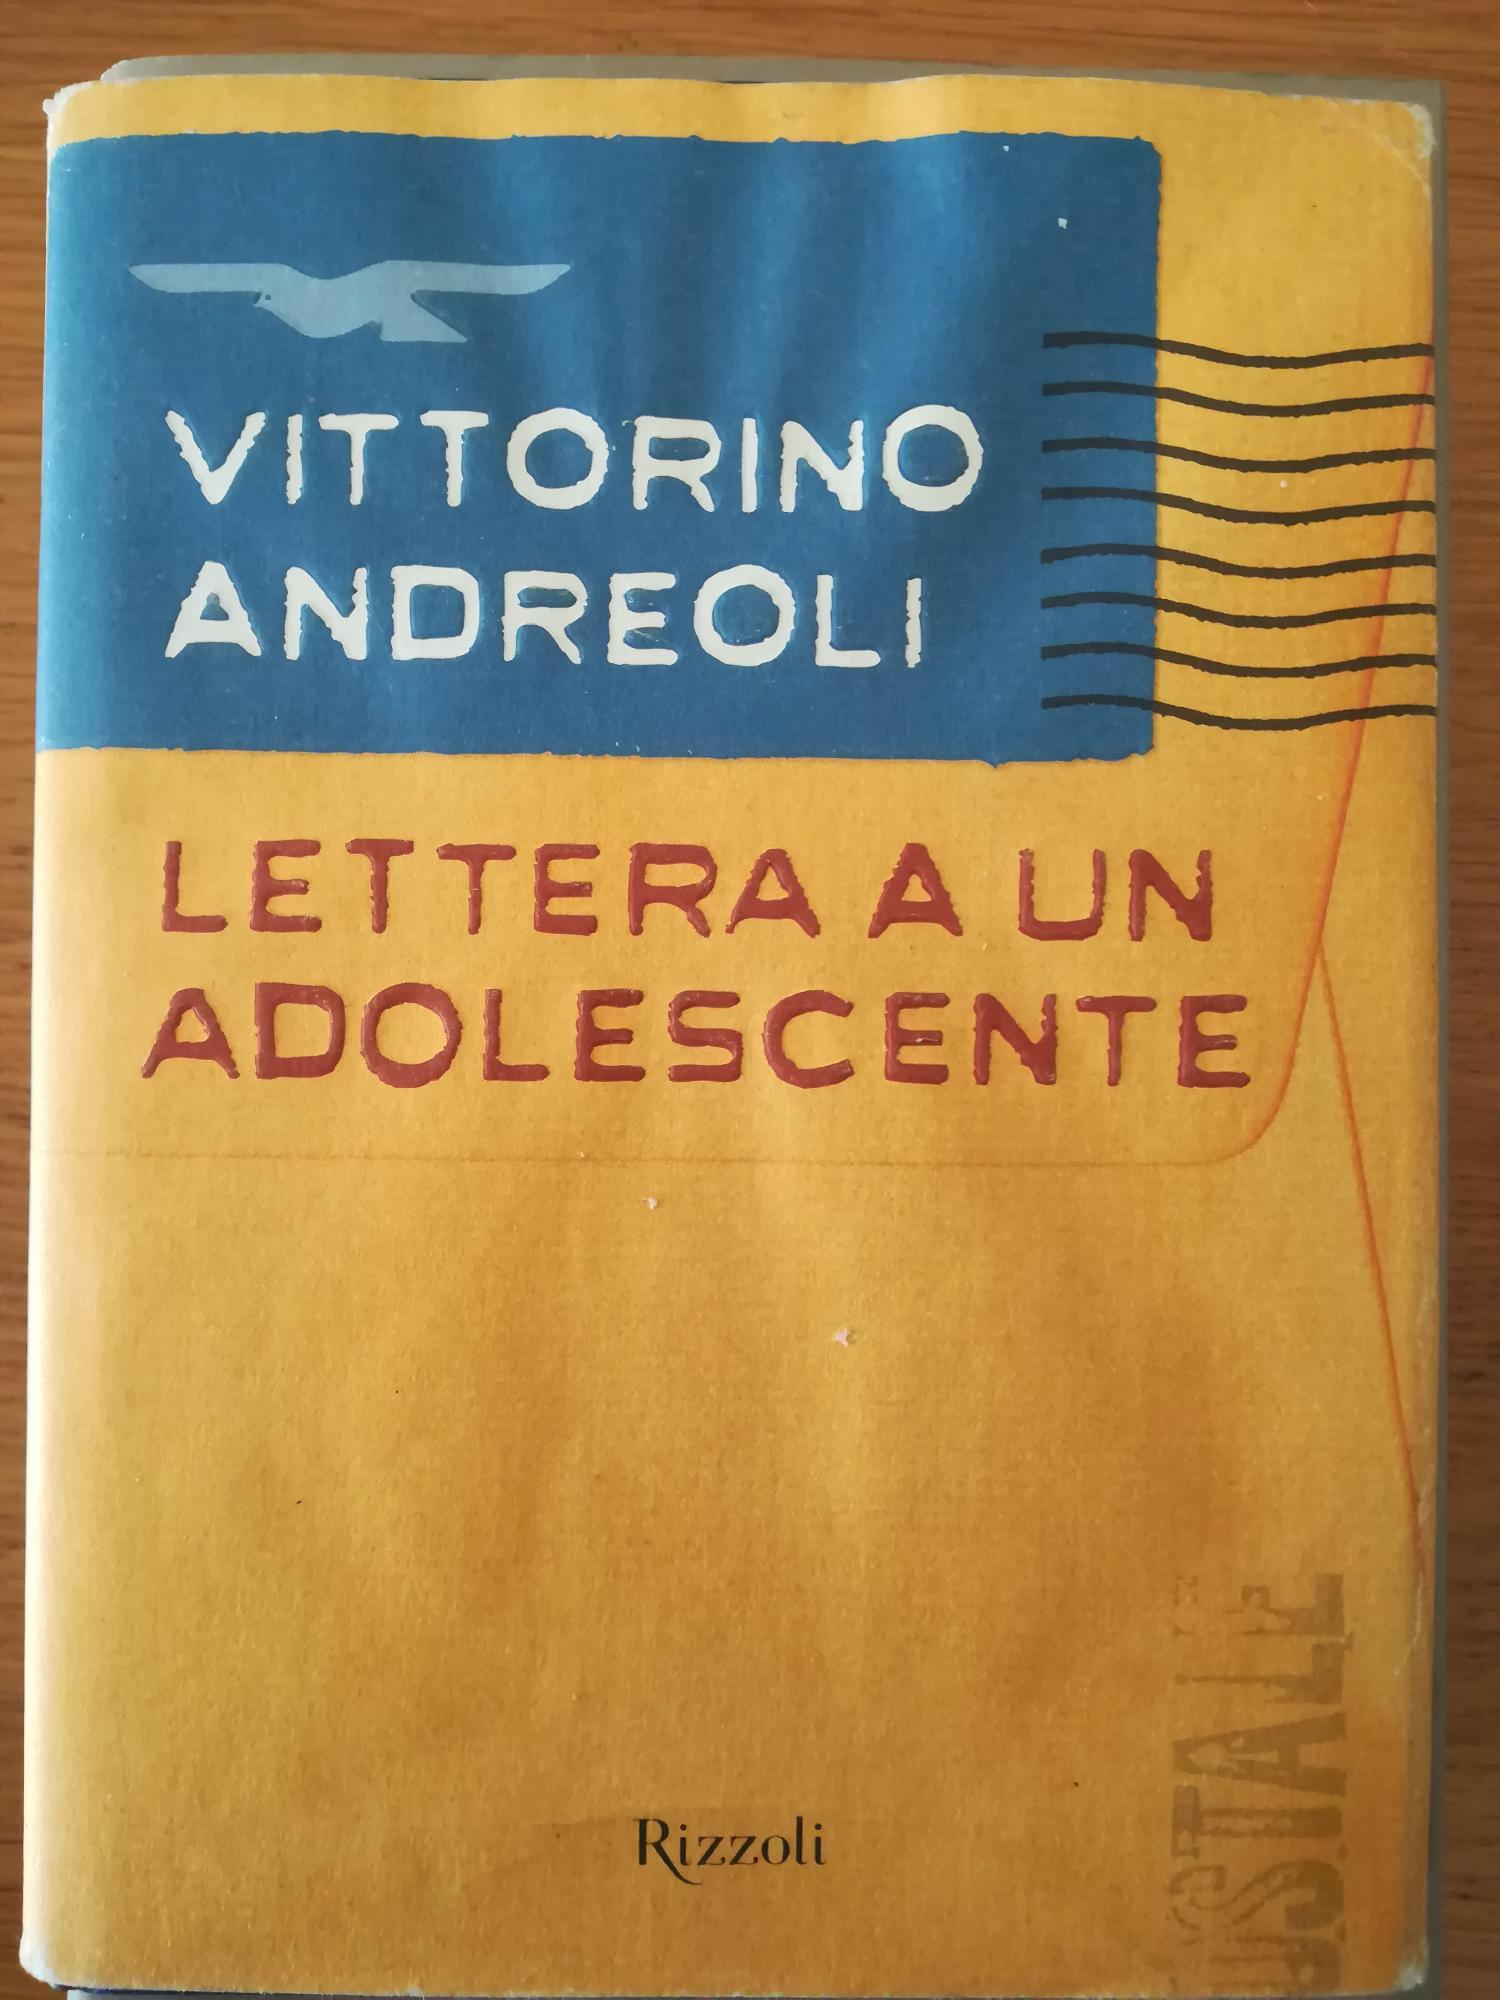 VITTORINO
ANDREOLI
LETTERA A UN
ADOLESCENTE
Rizzoli